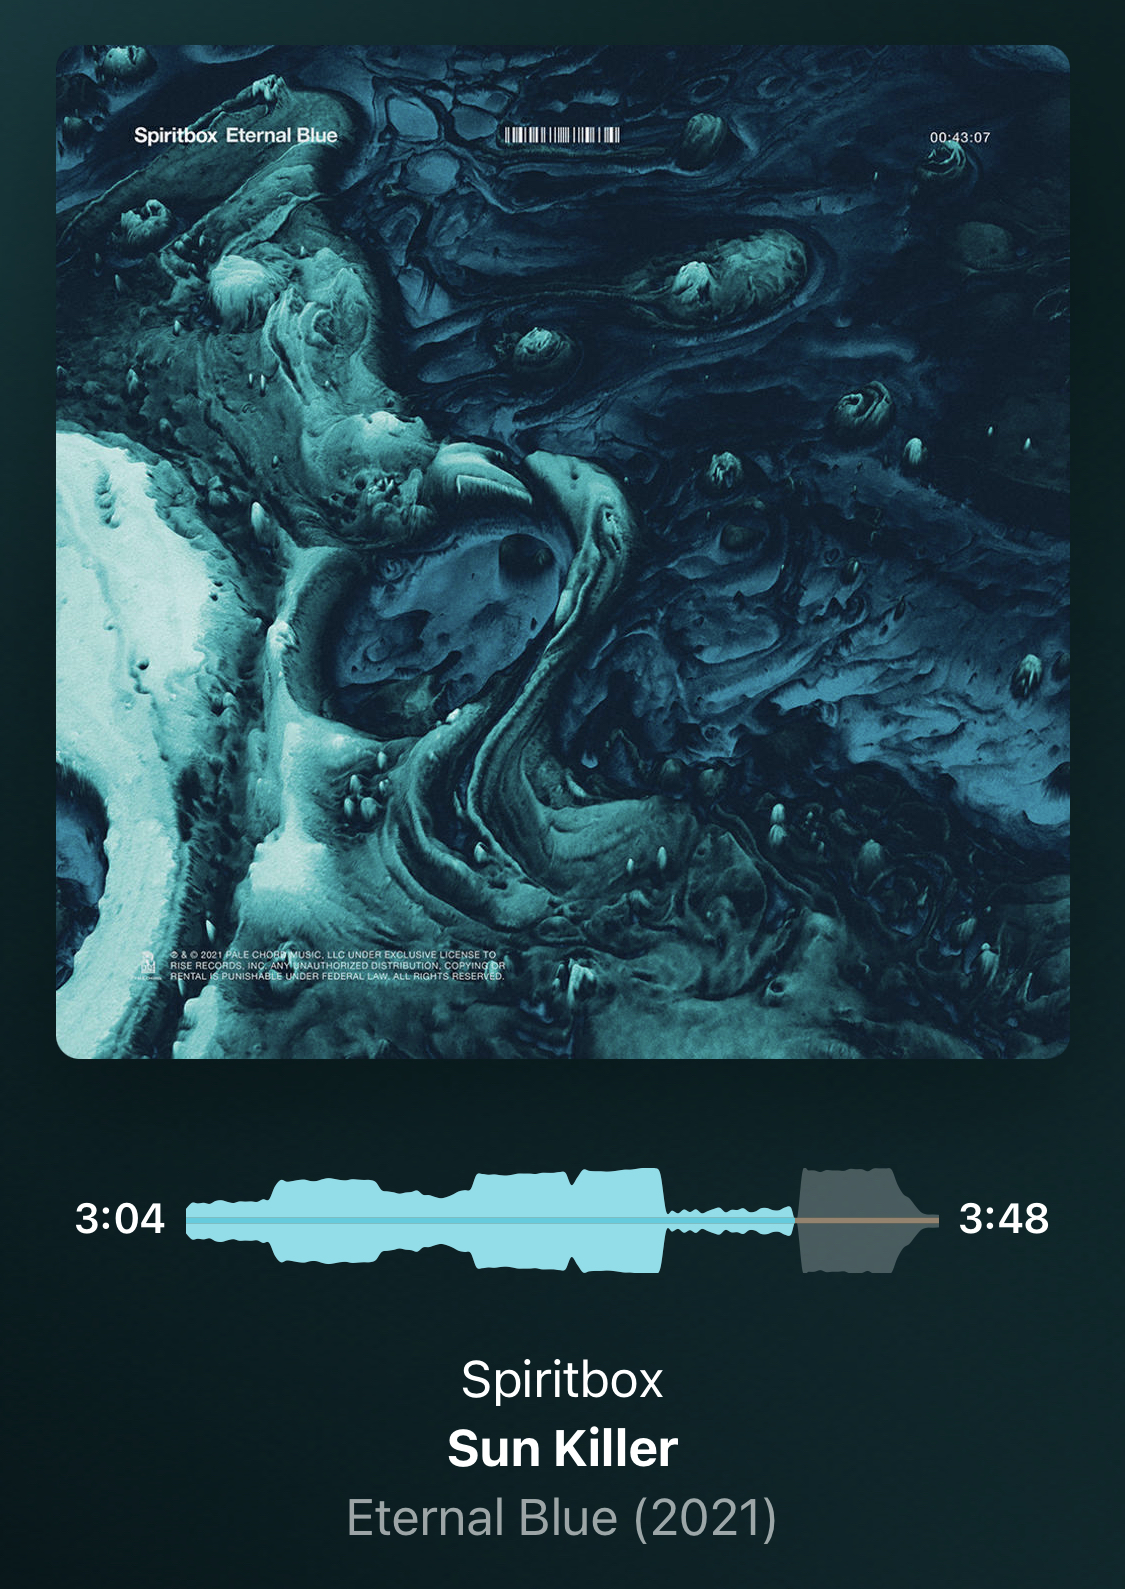 Spiritbox Eternal Blue
00:43:07
℗ & © 2021 PALE CHORD MUSIC, LLC UNDER EXCLUSIVE LICENSE TO
RISE RECORDS, INC. ANY UNAUTHORIZED DISTRIBUTION, COPYING OR
RENTAL IS PUNISHABLE UNDER FEDERAL LAW. ALL RIGHTS RESERVED.
3:04
3:48
Spiritbox
Sun Killer
Eternal Blue (2021)